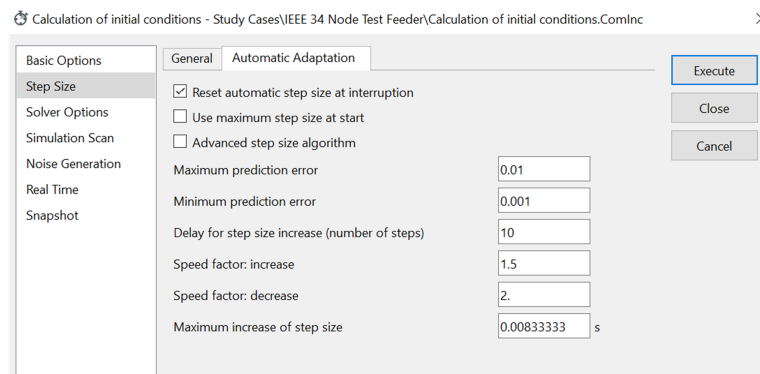 Calculation of initial conditions - Study Cases\IEEE 34 Node Test Feeder\Calculation of initial conditions.ComInc
Basic Options
Step Size
Solver Options
Simulation Scan
Noise Generation
Real Time
Snapshot
General Automatic Adaptation
Reset automatic step size at interruption
Use maximum step size at start
Advanced step size algorithm
Maximum prediction error 0.01
Minimum prediction error 0.001
Delay for step size increase (number of steps) 10
Speed factor: increase 1.5
Speed factor: decrease 2.
Maximum increase of step size 0.00833333 s
Execute
Close
Cancel